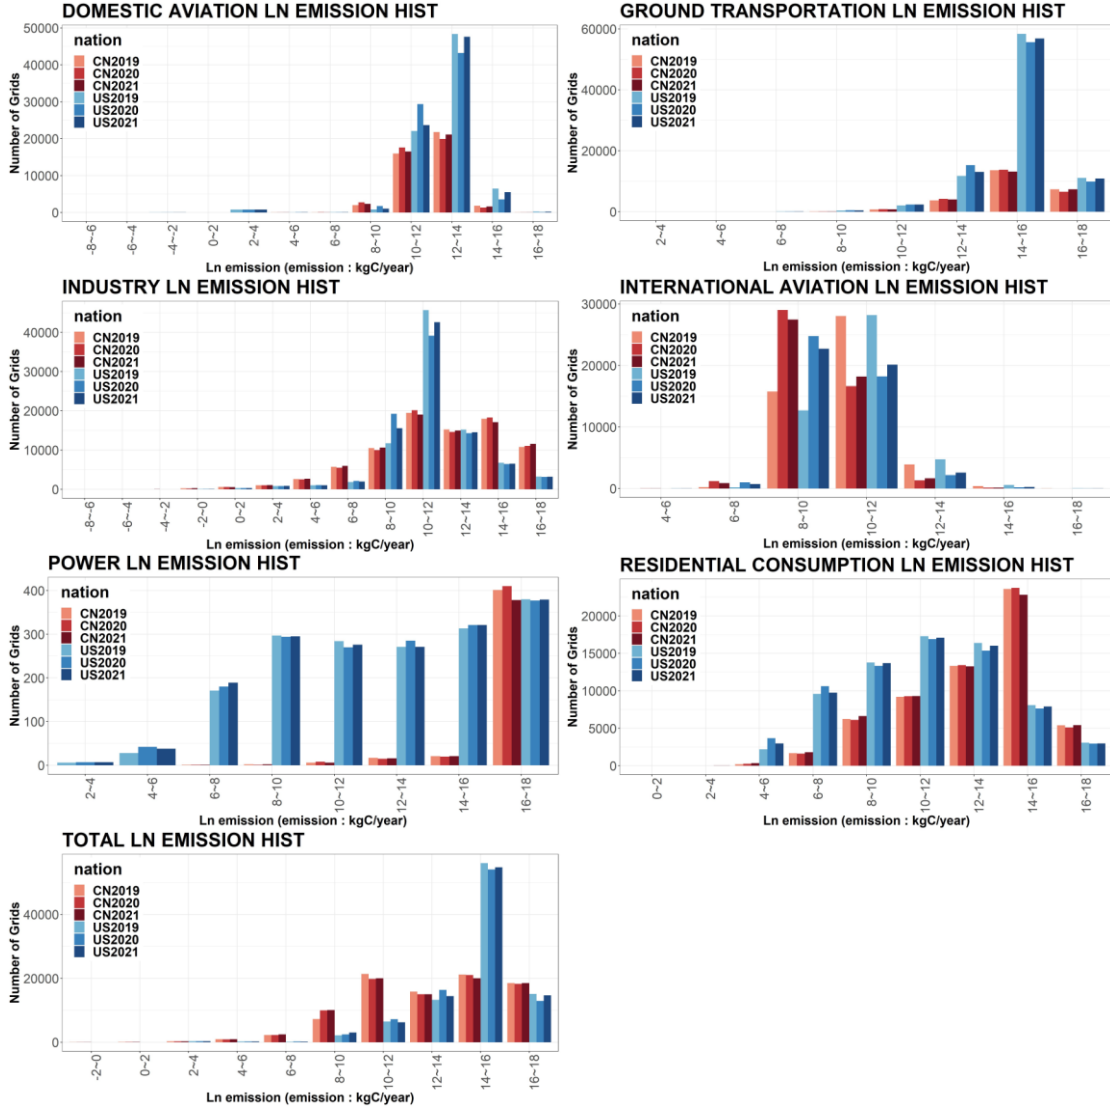 DOMESTIC AVIATION LN EMISSION HIST
Number of Grids
50000
40000
30000
20000
10000
0
nation
CN2019
CN2020
CN2021
US2019
US2020
US2021
-8~-6
-6~-4
-4~-2
0~2
2~4
6~8
8~10
10~12
12~14
14~16
16~18
Ln emission (emission : kgC/year)
GROUND TRANSPORTATION LN EMISSION HIST
Number of Grids
60000
40000
20000
0
nation
CN2019
CN2020
CN2021
US2019
US2020
US2021
2~4
4~6
6~8
8~10
10~12
12~14
14~16
16~18
Ln emission (emission : kgC/year)
INDUSTRY LN EMISSION HIST
Number of Grids
40000
30000
20000
10000
0
nation
CN2019
CN2020
CN2021
US2019
US2020
US2021
-8~-6
-6~-4
-4~-2
-2~0
0~2
2~4
4~6
6~8
8~10
10~12
12~14
14~16
16~18
Ln emission (emission : kgC/year)
INTERNATIONAL AVIATION LN EMISSION HIST
Number of Grids
30000
20000
10000
0
nation
CN2019
CN2020
CN2021
US2019
US2020
US2021
4~6
6~8
8~10
10~12
12~14
14~16
16~18
Ln emission (emission : kgC/year)
POWER LN EMISSION HIST
Number of Grids
400
300
200
100
0
nation
CN2019
CN2020
CN2021
US2019
US2020
US2021
2~4
4~6
6~8
8~10
10~12
12~14
14~16
16~18
Ln emission (emission : kgC/year)
RESIDENTIAL CONSUMPTION LN EMISSION HIST
Number of Grids
20000
15000
10000
5000
0
nation
CN2019
CN2020
CN2021
US2019
US2020
US2021
0~2
2~4
4~6
6~8
8~10
10~12
12~14
14~16
16~18
Ln emission (emission : kgC/year)
TOTAL LN EMISSION HIST
Number of Grids
40000
20000
0
nation
CN2019
CN2020
CN2021
US2019
US2020
US2021
-2~0
0~2
2~4
4~6
6~8
8~10
10~12
12~14
14~16
16~18
Ln emission (emission : kgC/year)